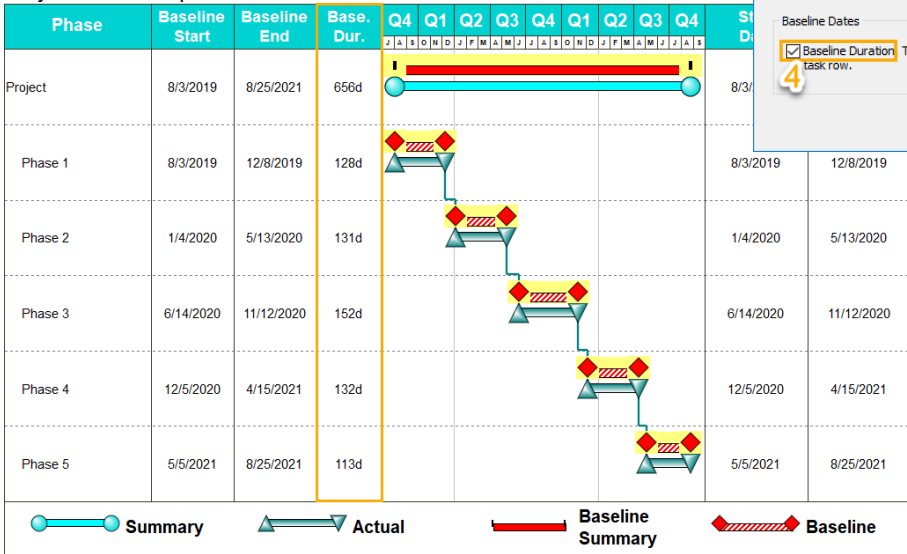 Phase Baseline Start Baseline End Base. Dur. Q4 Q1 Q2 Q3 Q4 Q1 Q2 Q3 Q4
J A S O N D J F M A M J J A S O N D J F M A M J J A S
Baseline Dates
Baseline Duration
task row.
4
Project 8/3/2019 8/25/2021 656d
Phase 1 8/3/2019 12/8/2019 128d 8/3/2019 12/8/2019
Phase 2 1/4/2020 5/13/2020 131d 1/4/2020 5/13/2020
Phase 3 6/14/2020 11/12/2020 152d 6/14/2020 11/12/2020
Phase 4 12/5/2020 4/15/2021 132d 12/5/2020 4/15/2021
Phase 5 5/5/2021 8/25/2021 113d 5/5/2021 8/25/2021
Summary Actual Baseline Summary Baseline